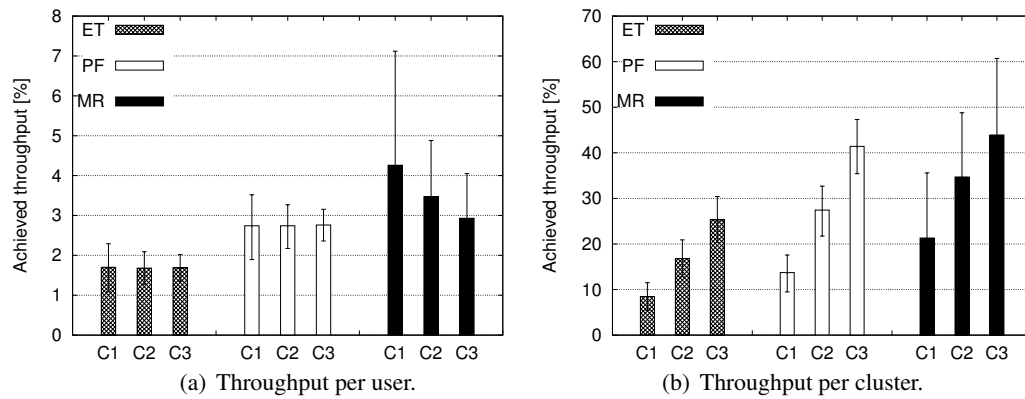 Achieved throughput [%]
8
7
6
5
4
3
2
1
0
ET
PF
MR
C1 C2 C3 C1 C2 C3 C1 C2 C3
(a) Throughput per user.
Achieved throughput [%]
70
60
50
40
30
20
10
0
ET
PF
MR
C1 C2 C3 C1 C2 C3 C1 C2 C3
(b) Throughput per cluster.